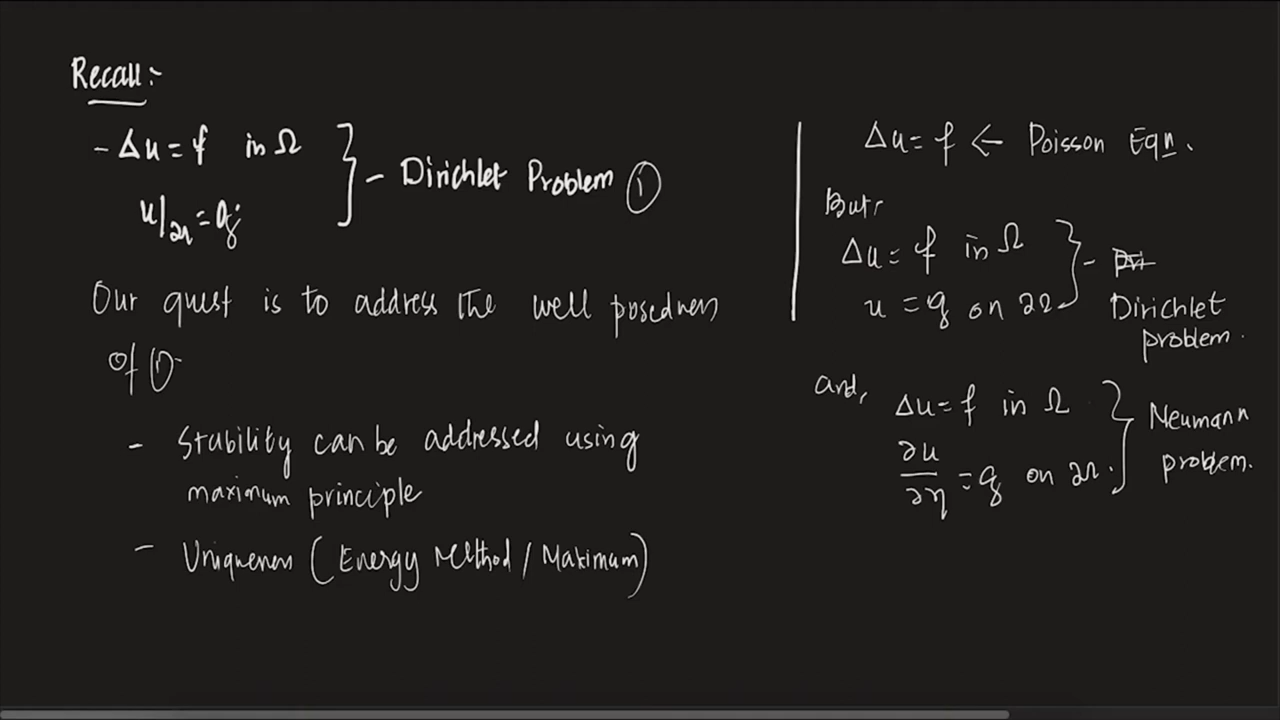 Recall:-
- Δu = f in Ω
u/∂Ω = g
- Dirichlet Problem ①
Our quest is to address the well posedness
of ①
- Stability can be addressed using
maximum principle
- Uniqueness (Energy Method / Maximum)
Δu = f ← Poisson Eqn.
But,
Δu = f in Ω
u = g on ∂Ω
- Dri
Dirichlet
problem.
and,
Δu = f in Ω
∂u/∂η = g on ∂Ω.
Neumann
problem.